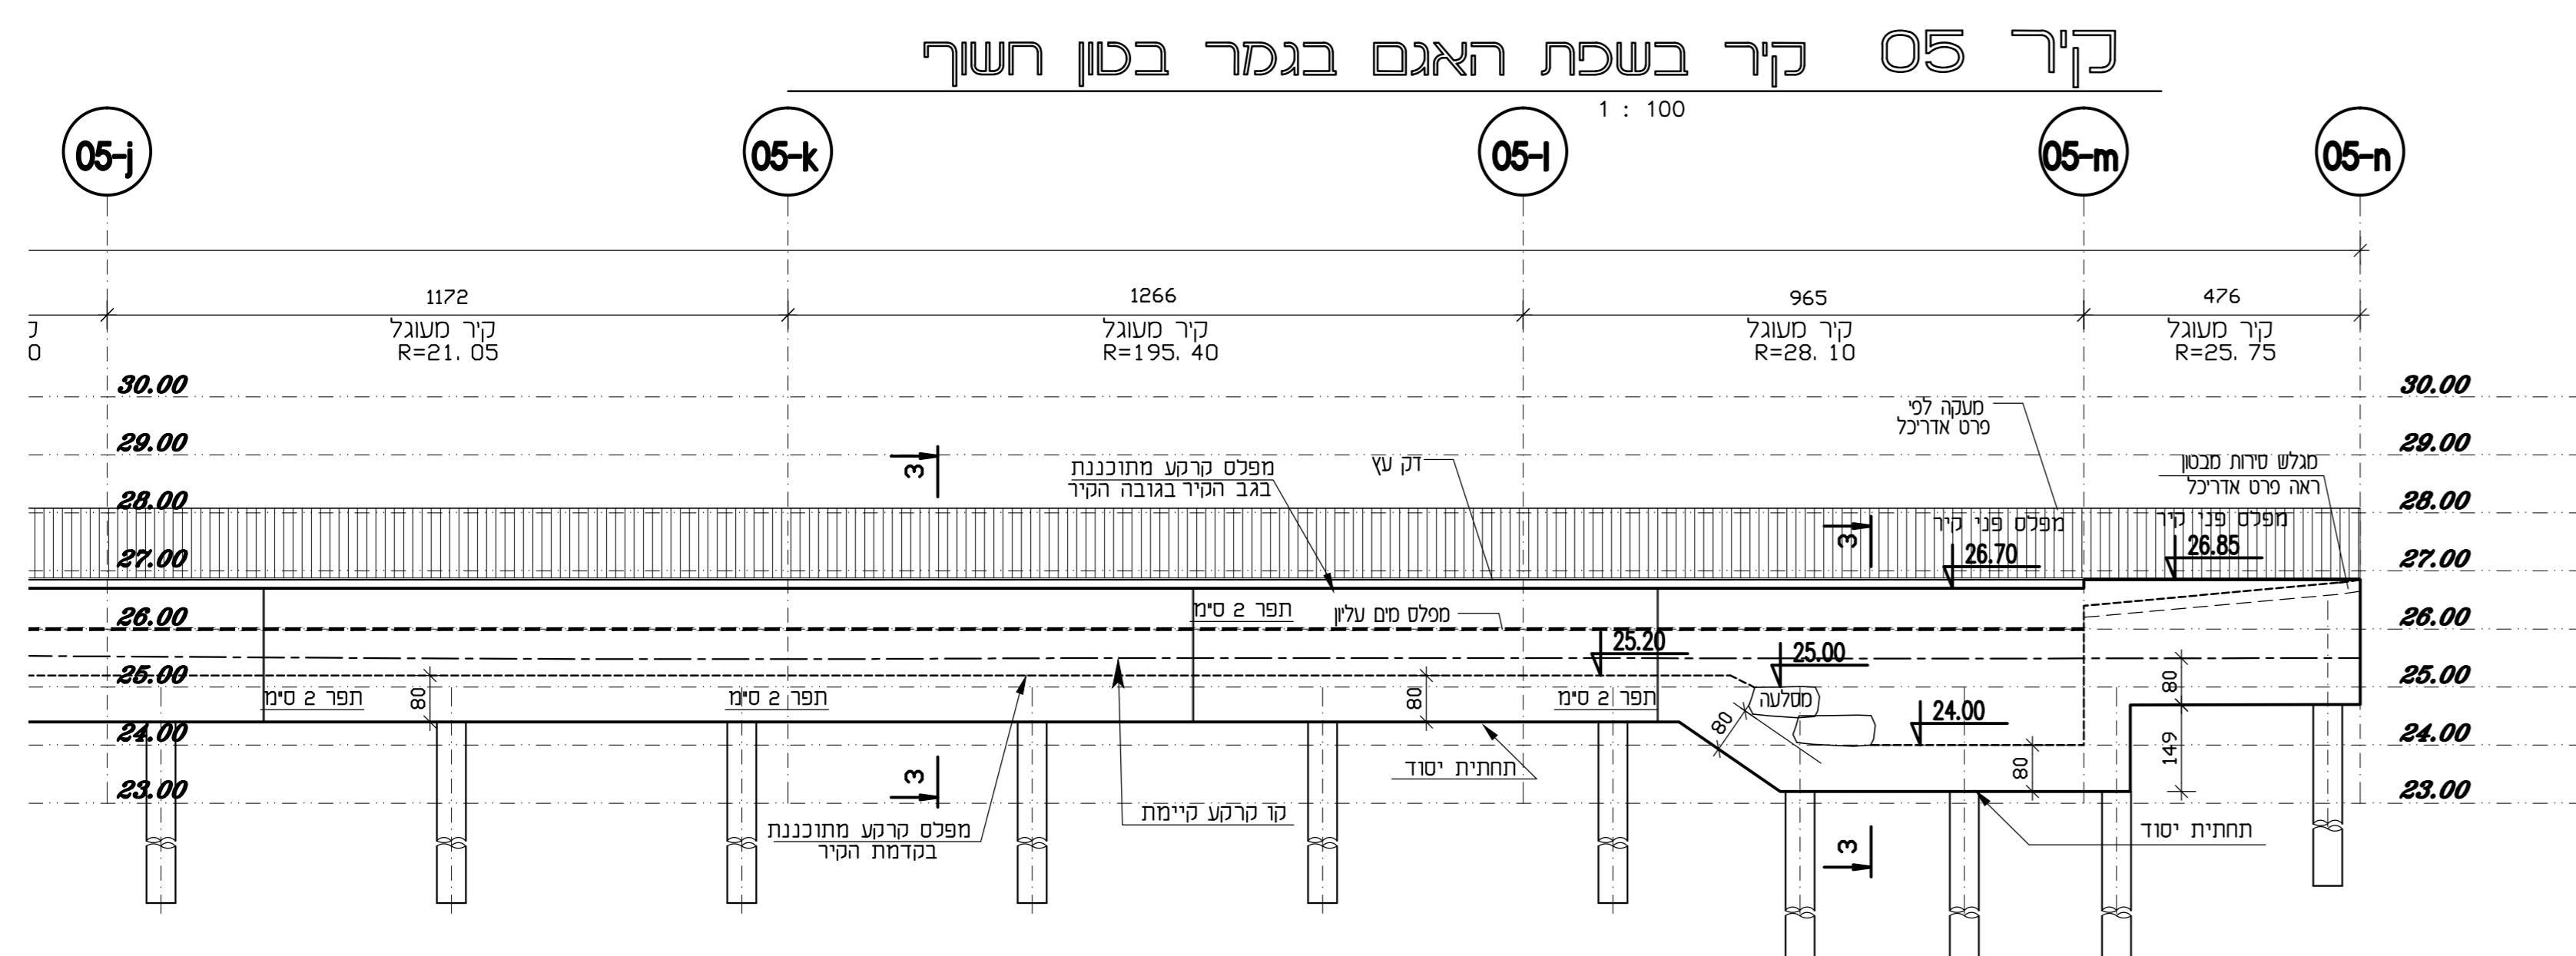 קיר 05 קיר בשפת האגם בגמר בטון חשוף
1 : 100
05-j
05-k
05-l
05-m
05-n
1172
1266
965
476
קיר מעוגל
R=21.05
קיר מעוגל
R=195.40
קיר מעוגל
R=28.10
קיר מעוגל
R=25.75
0
30.00
30.00
29.00
29.00
28.00
28.00
27.00
27.00
26.00
26.00
25.00
25.00
24.00
24.00
23.00
23.00
מעקה לפי
פרט אדריכל
מגלש סירות מבטון
ראה פרט אדריכל
דק עץ
מפלס קרקע מתוכננת
בגב הקיר בגובה הקיר
3
3
מפלס פני קיר
26.70
מפלס פני קיר
26.85
תפר 2 ס"מ
מפלס מים עליון
25.20
25.00
מסלעה
24.00
תפר 2 ס"מ
תפר 2 ס"מ
תפר 2 ס"מ
80
80
80
80
80
149
תחתית יסוד
תחתית יסוד
קו קרקע קיימת
מפלס קרקע מתוכננת
בקדמת הקיר
3
3